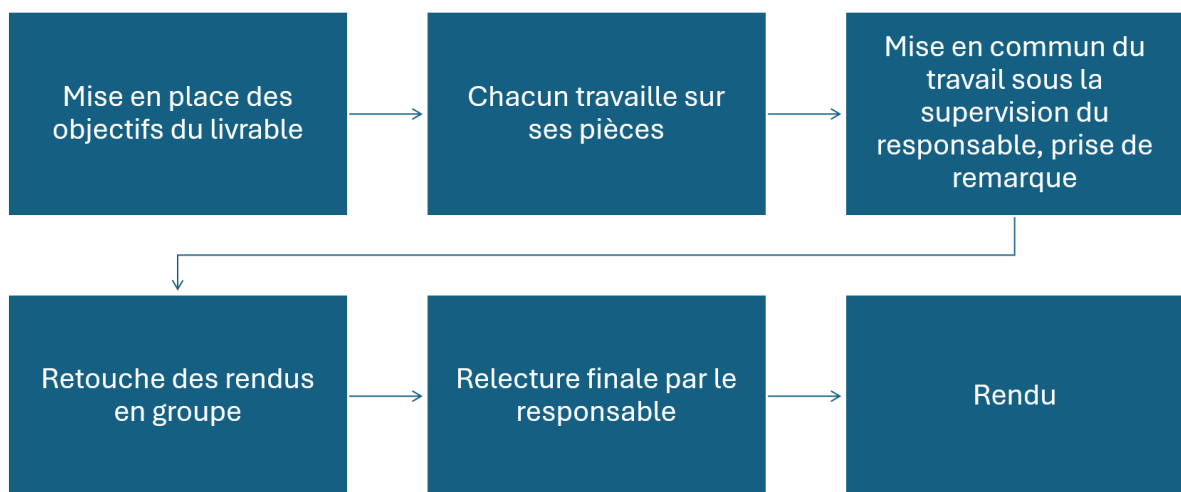 Mise en place des
objectifs du livrable
Chacun travaille sur
ses pièces
Mise en commun du
travail sous la
supervision du
responsable, prise de
remarque
Retouche des rendus
en groupe
Relecture finale par le
responsable
Rendu